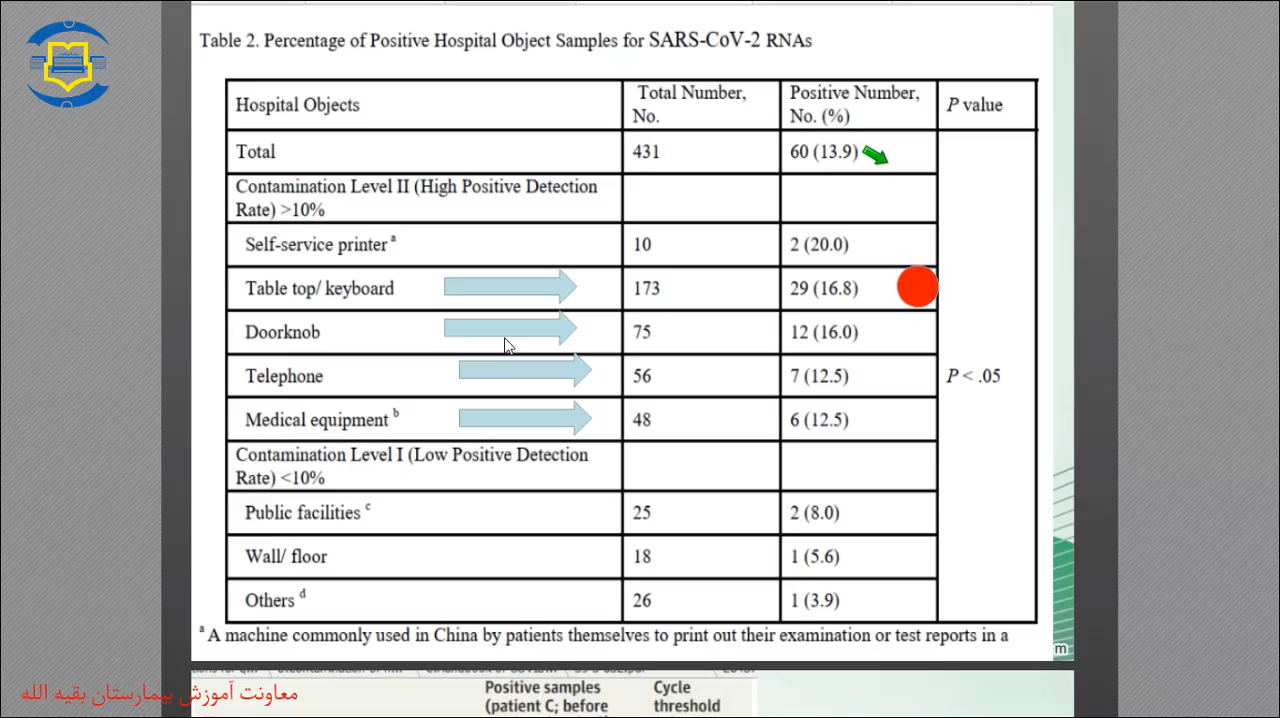 Table 2. Percentage of Positive Hospital Object Samples for SARS-CoV-2 RNAs
Hospital Objects Total Number, No. Positive Number, No. (%) P value
Total 431 60 (13.9)
Contamination Level II (High Positive Detection
Rate) >10%
Self-service printer a 10 2 (20.0)
Table top/ keyboard 173 29 (16.8)
Doorknob 75 12 (16.0)
Telephone 56 7 (12.5) P < .05
Medical equipment b 48 6 (12.5)
Contamination Level I (Low Positive Detection
Rate) <10%
Public facilities c 25 2 (8.0)
Wall/ floor 18 1 (5.6)
Others d 26 1 (3.9)
a A machine commonly used in China by patients themselves to print out their examination or test reports in a
m
Positive samples Cycle
(patient C; before threshold
معاونت آموزش بیمارستان بقیه الله